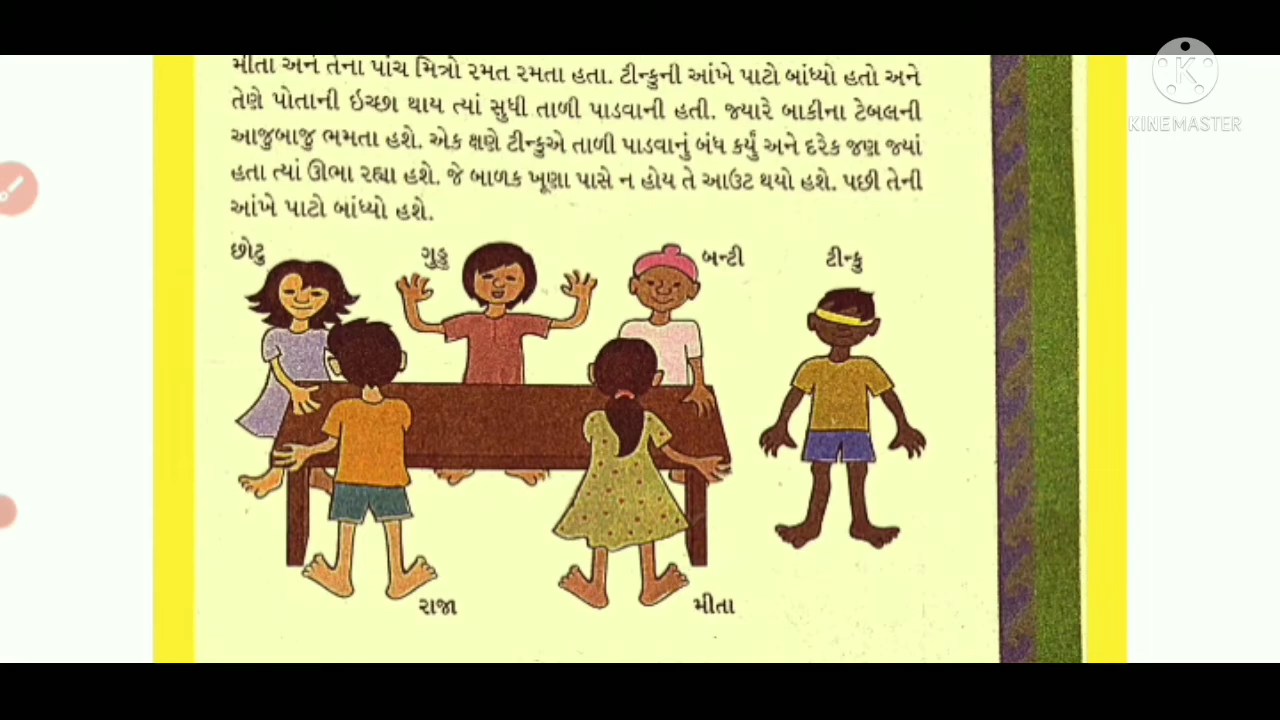 મીતા અને તેના પાંચ મિત્રો રમત રમતા હતા. ટીન્કુની આંખે પાટો બાંધ્યો હતો અને
તેણે પોતાની ઇચ્છા થાય ત્યાં સુધી તાળી પાડવાની હતી. જ્યારે બાકીના ટેબલની
આજુબાજુ ભમતા હશે. એક ક્ષણે ટીન્કુએ તાળી પાડવાનું બંધ કર્યું અને દરેક જણ જ્યાં
હતા ત્યાં ઊભા રહ્યા હશે. જે બાળક ખૂણા પાસે ન હોય તે આઉટ થયો હશે. પછી તેની
આંખે પાટો બાંધ્યો હશે.
છોટુ ગુડ્ડુ બન્ટી ટીન્કુ
રાજા મીતા
KINEMASTER